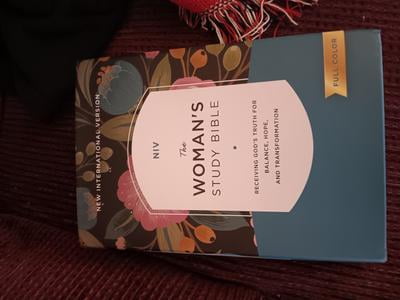 NEW INTERNATIONAL VERSION
NIV
The
WOMAN'S
STUDY BIBLE
RECEIVING GOD'S TRUTH FOR
BALANCE, HOPE,
AND TRANSFORMATION
FULL COLOR